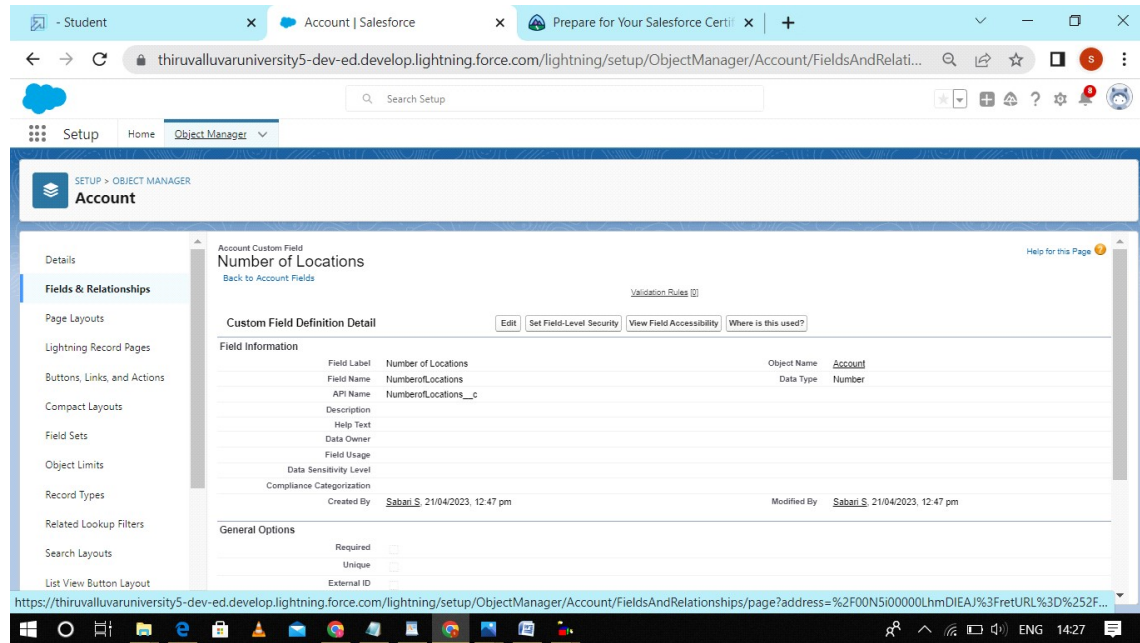 - Student
Account | Salesforce
Prepare for Your Salesforce Certif
thiruvalluvaruniversity5-dev-ed.develop.lightning.force.com/lightning/setup/ObjectManager/Account/FieldsAndRelati...
S
Search Setup
8
Setup Home Object Manager
SETUP > OBJECT MANAGER
Account
Details
Fields & Relationships
Page Layouts
Lightning Record Pages
Buttons, Links, and Actions
Compact Layouts
Field Sets
Object Limits
Record Types
Related Lookup Filters
Search Layouts
List View Button Layout
Account Custom Field
Number of Locations
Back to Account Fields
Help for this Page
Validation Rules [0]
Custom Field Definition Detail Edit Set Field-Level Security View Field Accessibility Where is this used?
Field Information
Field Label Number of Locations Object Name Account
Field Name NumberofLocations Data Type Number
API Name NumberofLocations__c
Description
Help Text
Data Owner
Field Usage
Data Sensitivity Level
Compliance Categorization
Created By Sabari S, 21/04/2023, 12:47 pm Modified By Sabari S, 21/04/2023, 12:47 pm
General Options
Required
Unique
External ID
https://thiruvalluvaruniversity5-dev-ed.develop.lightning.force.com/lightning/setup/ObjectManager/Account/FieldsAndRelationships/page?address=%2F00N5i00000LhmDIEAJ%3FretURL%3D%252F...
ENG 14:27